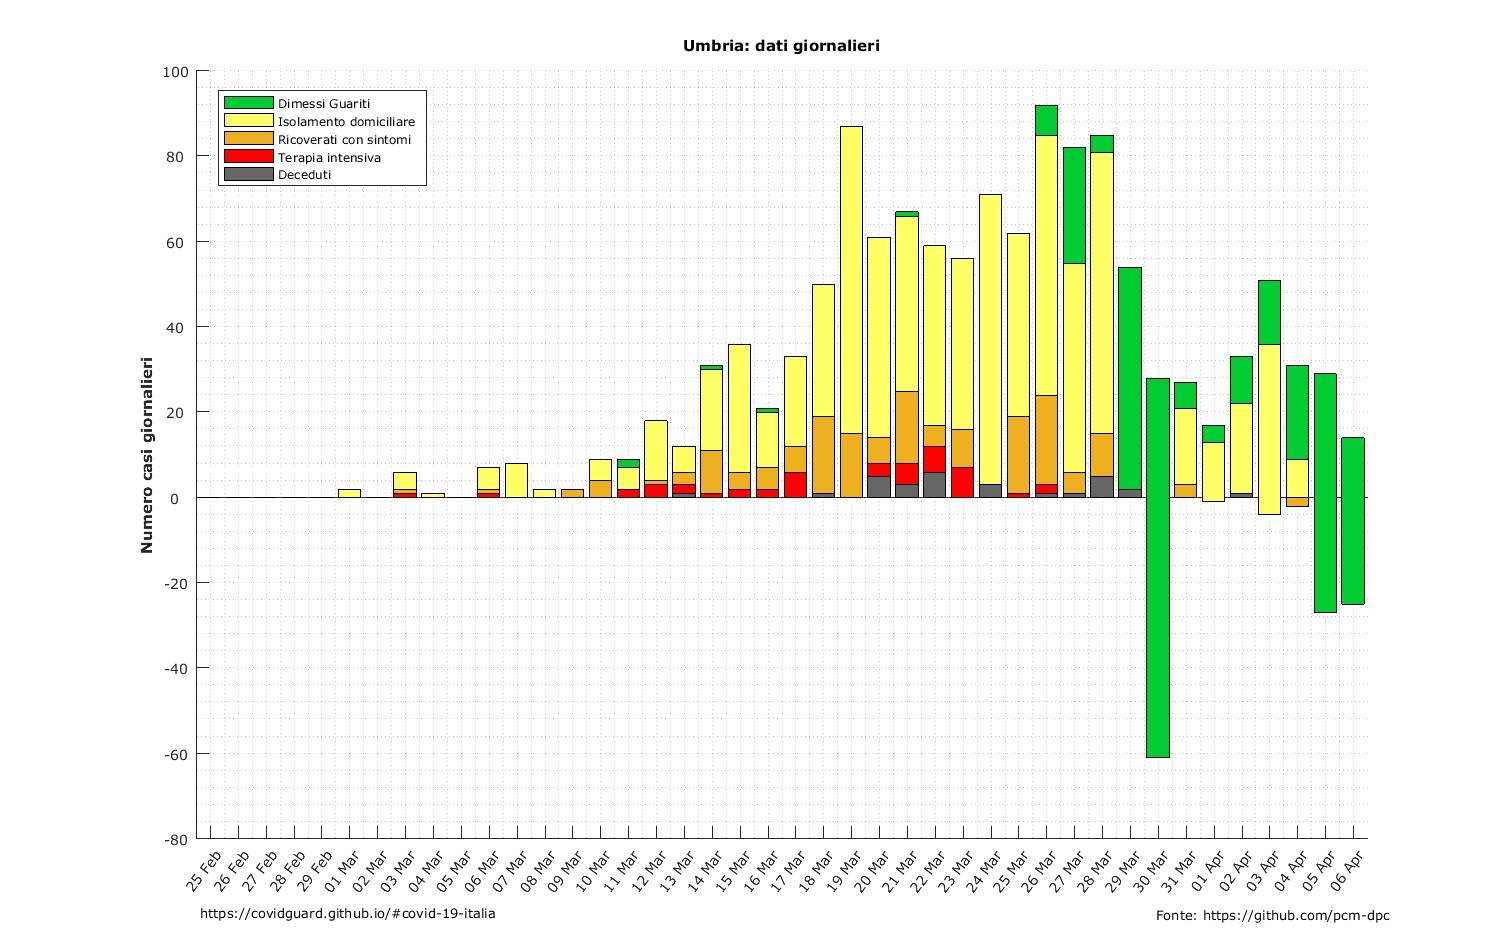 Umbria: dati giornalieri
Dimessi Guariti
Isolamento domiciliare
Ricoverati con sintomi
Terapia intensiva
Deceduti
Numero casi giornalieri
100
80
60
40
20
0
-20
-40
-60
-80
25 Feb
26 Feb
27 Feb
28 Feb
29 Feb
01 Mar
02 Mar
03 Mar
04 Mar
05 Mar
06 Mar
07 Mar
08 Mar
09 Mar
10 Mar
11 Mar
12 Mar
13 Mar
14 Mar
15 Mar
16 Mar
17 Mar
18 Mar
19 Mar
20 Mar
21 Mar
22 Mar
23 Mar
24 Mar
25 Mar
26 Mar
27 Mar
28 Mar
29 Mar
30 Mar
31 Mar
01 Apr
02 Apr
03 Apr
04 Apr
05 Apr
06 Apr
https://covidguard.github.io/#covid-19-italia
Fonte: https://github.com/pcm-dpc